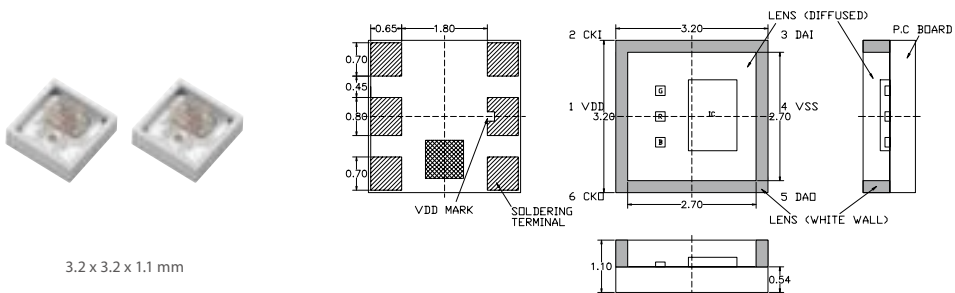 0.65
1.80
0.70
0.45
0.80
0.70
VDD MARK
SOLDERING
TERMINAL
LENS (DIFFUSED)
3.20
2 CKI
3 DAI
P.C BOARD
G
1 VDD
R
IC
4 VSS
3.20
2.70
B
6 CKO
5 DAO
2.70
LENS (WHITE WALL)
1.10
0.54
3.2 x 3.2 x 1.1 mm